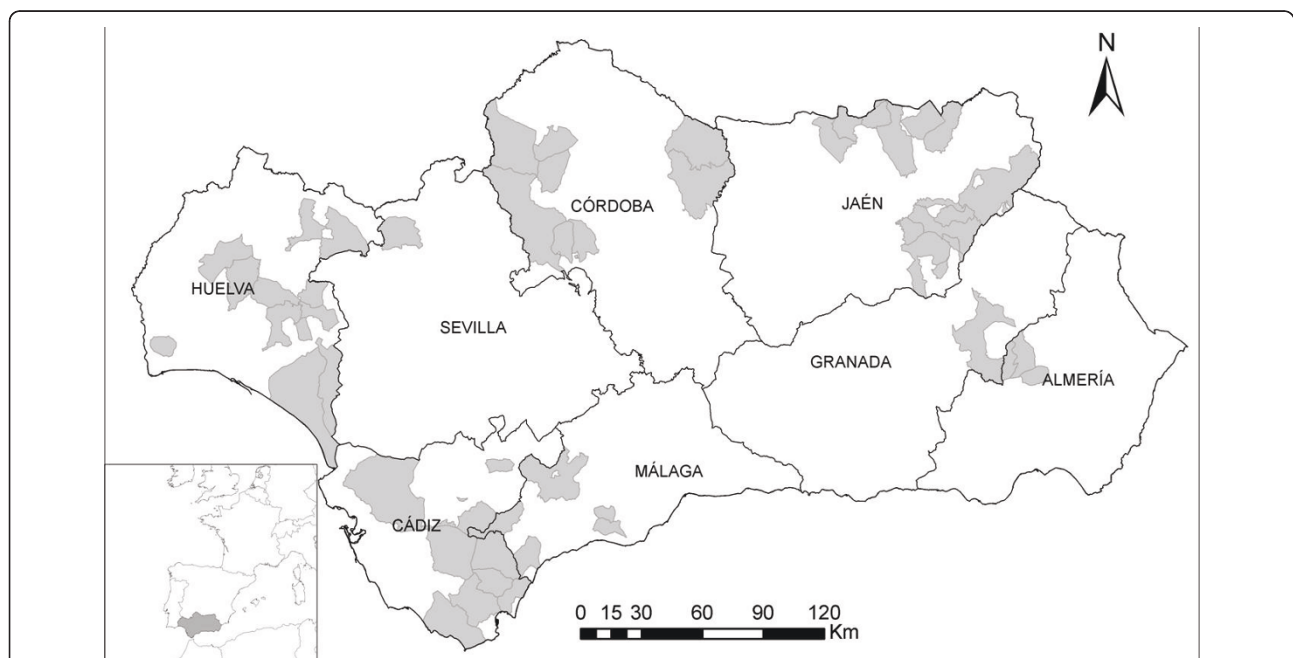 N
CÓRDOBA
JAÉN
HUELVA
SEVILLA
GRANADA
ALMERÍA
MÁLAGA
CÁDIZ
0 15 30 60 90 120
Km